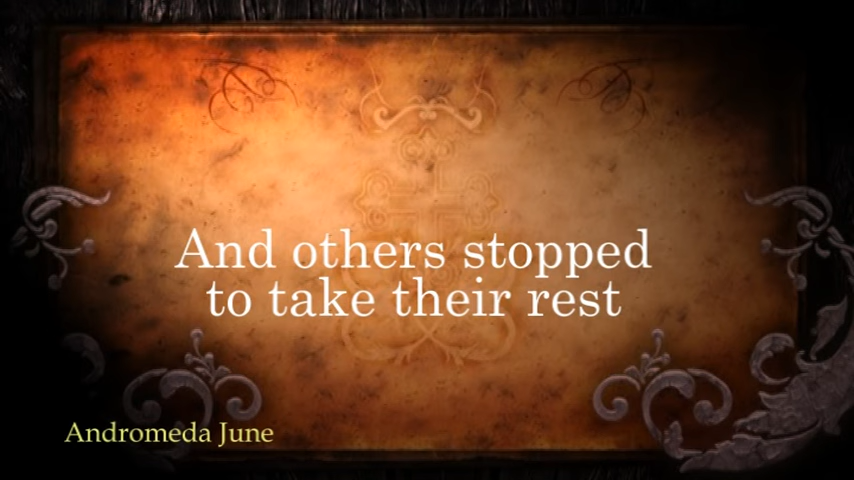 And others stopped
to take their rest
Andromeda June